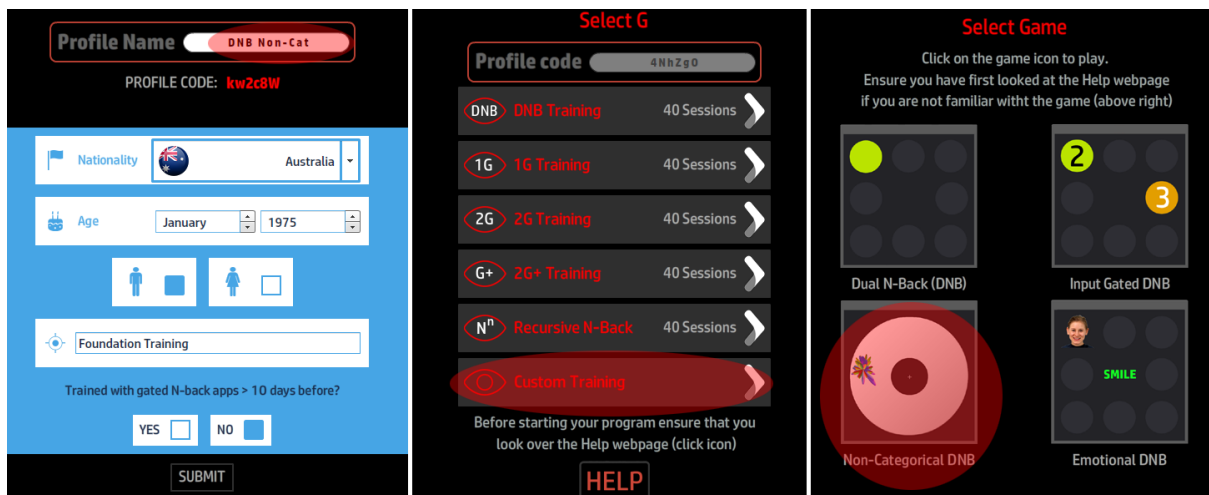 Profile Name DNB Non-Cat
PROFILE CODE: kw2c8W
Nationality Australia
Age January 1975
Foundation Training
Trained with gated N-back apps > 10 days before?
YES NO
SUBMIT
Select G
Profile code 4NhZgO
DNB DNB Training 40 Sessions
1G 1G Training 40 Sessions
2G 2G Training 40 Sessions
G+ 2G+ Training 40 Sessions
Nn Recursive N-Back 40 Sessions
Custom Training
Before starting your program ensure that you
look over the Help webpage (click icon)
HELP
Select Game
Click on the game icon to play.
Ensure you have first looked at the Help webpage
if you are not familiar witht the game (above right)
2
3
Dual N-Back (DNB) Input Gated DNB
SMILE
Non-Categorical DNB Emotional DNB